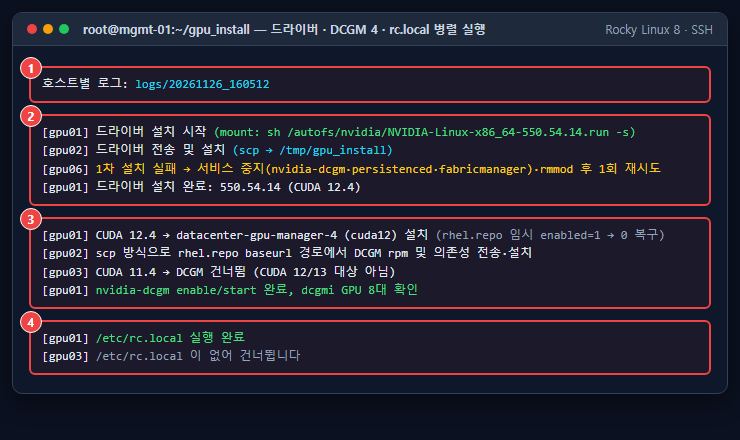 root@mgmt-01:~/gpu_install — 드라이버 · DCGM 4 · rc.local 병렬 실행
Rocky Linux 8 · SSH
1
호스트별 로그: logs/20261126_160512
2
[gpu01] 드라이버 설치 시작 (mount: sh /autofs/nvidia/NVIDIA-Linux-x86_64-550.54.14.run -s)
[gpu02] 드라이버 전송 및 설치 (scp → /tmp/gpu_install)
[gpu06] 1차 설치 실패 → 서비스 중지(nvidia-dcgm·persistenced·fabricmanager)·rmmod 후 1회 재시도
[gpu01] 드라이버 설치 완료: 550.54.14 (CUDA 12.4)
3
[gpu01] CUDA 12.4 → datacenter-gpu-manager-4 (cuda12) 설치 (rhel.repo 임시 enabled=1 → 0 복구)
[gpu02] scp 방식으로 rhel.repo baseurl 경로에서 DCGM rpm 및 의존성 전송·설치
[gpu03] CUDA 11.4 → DCGM 건너뜀 (CUDA 12/13 대상 아님)
[gpu01] nvidia-dcgm enable/start 완료, dcgmi GPU 8대 확인
4
[gpu01] /etc/rc.local 실행 완료
[gpu03] /etc/rc.local 이 없어 건너뜁니다